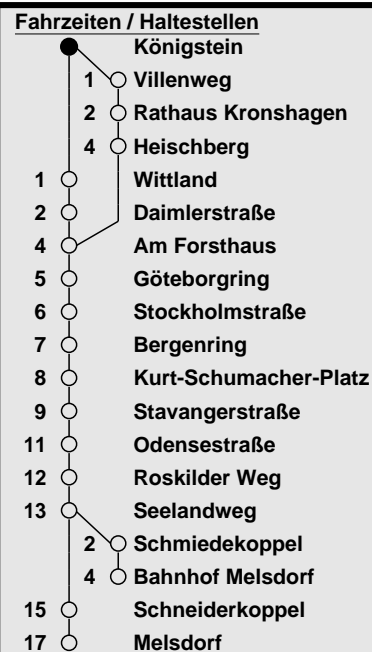 Fahrzeiten / Haltestellen
Königstein
1 Villenweg
2 Rathaus Kronshagen
4 Heischberg
1 Wittland
2 Daimlerstraße
4 Am Forsthaus
5 Göteborgring
6 Stockholmstraße
7 Bergenring
8 Kurt-Schumacher-Platz
9 Stavangerstraße
11 Odensestraße
12 Roskilder Weg
13 Seelandweg
2 Schmiedekoppel
4 Bahnhof Melsdorf
15 Schneiderkoppel
17 Melsdorf